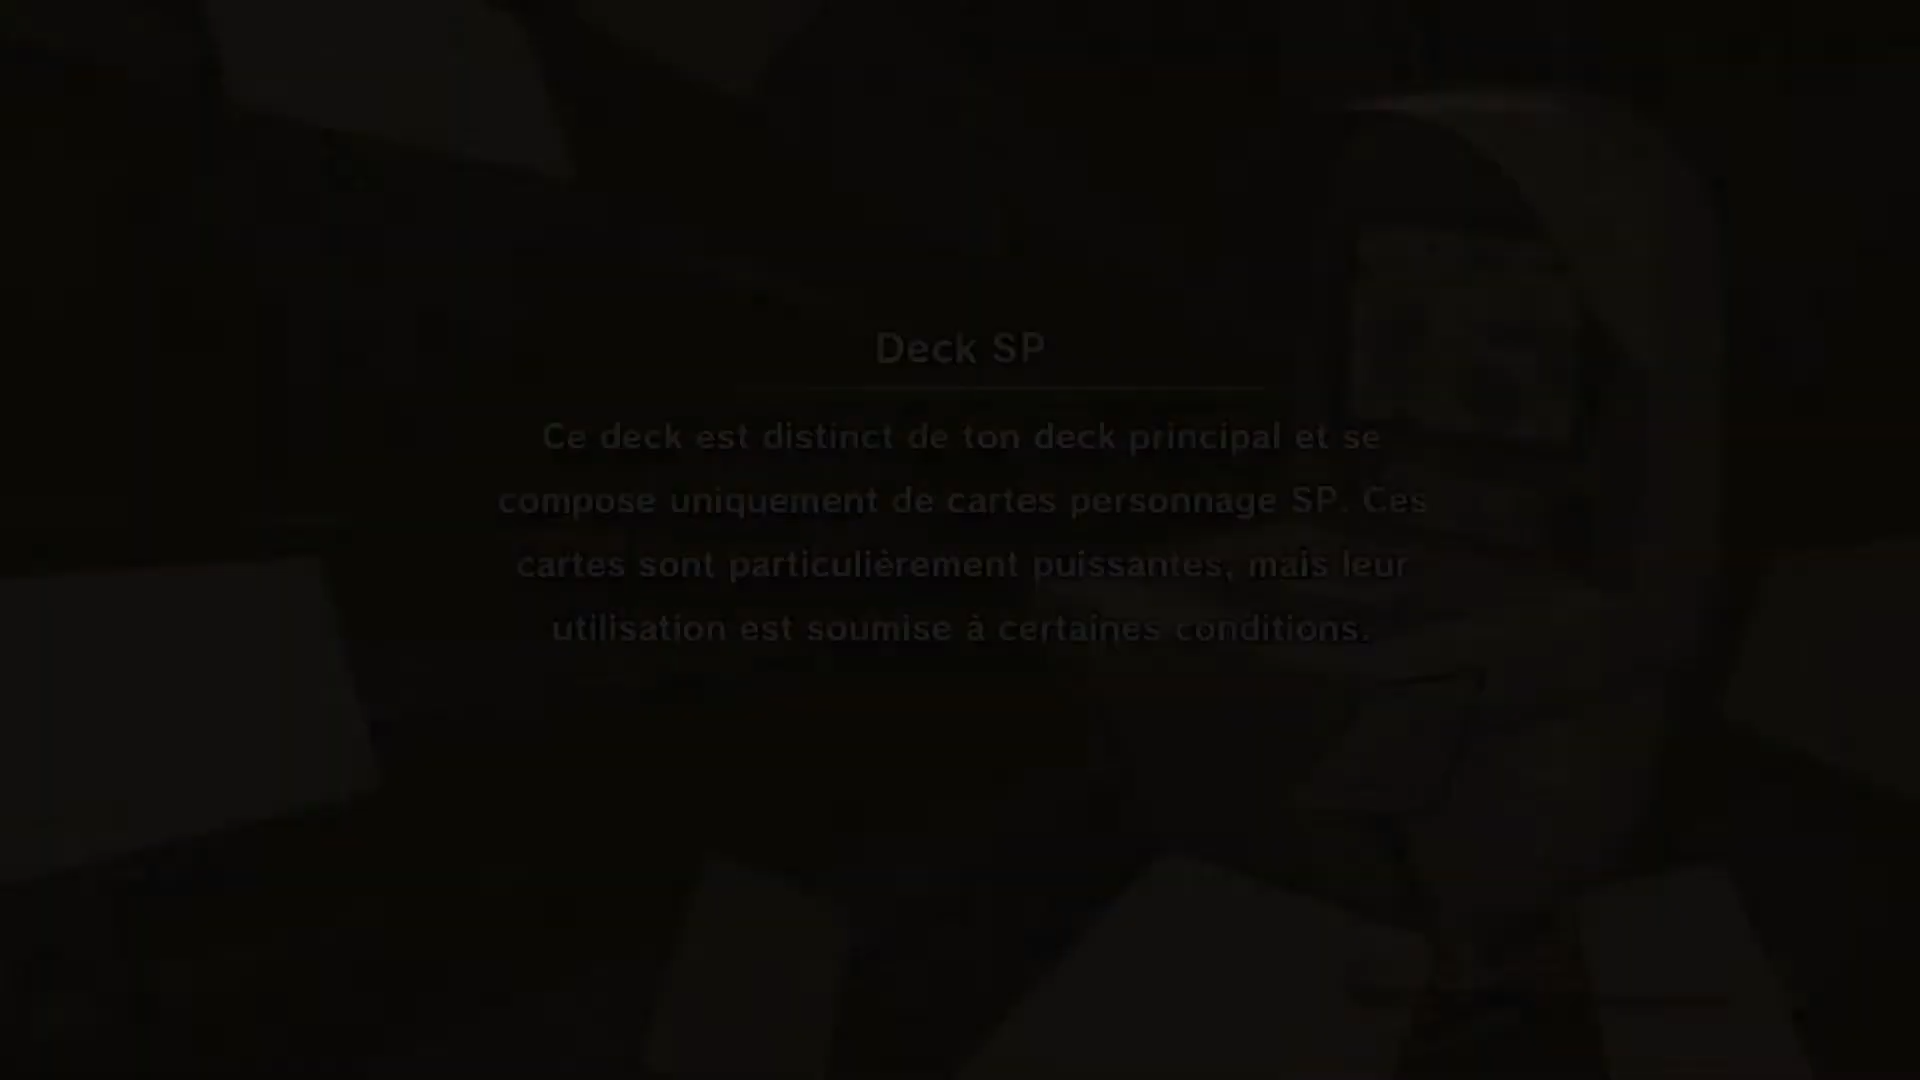 Deck SP
Ce deck est distinct de ton deck principal et se
compose uniquement de cartes personnage SP. Ces
cartes sont particulièrement puissantes, mais leur
utilisation est soumise à certaines conditions.